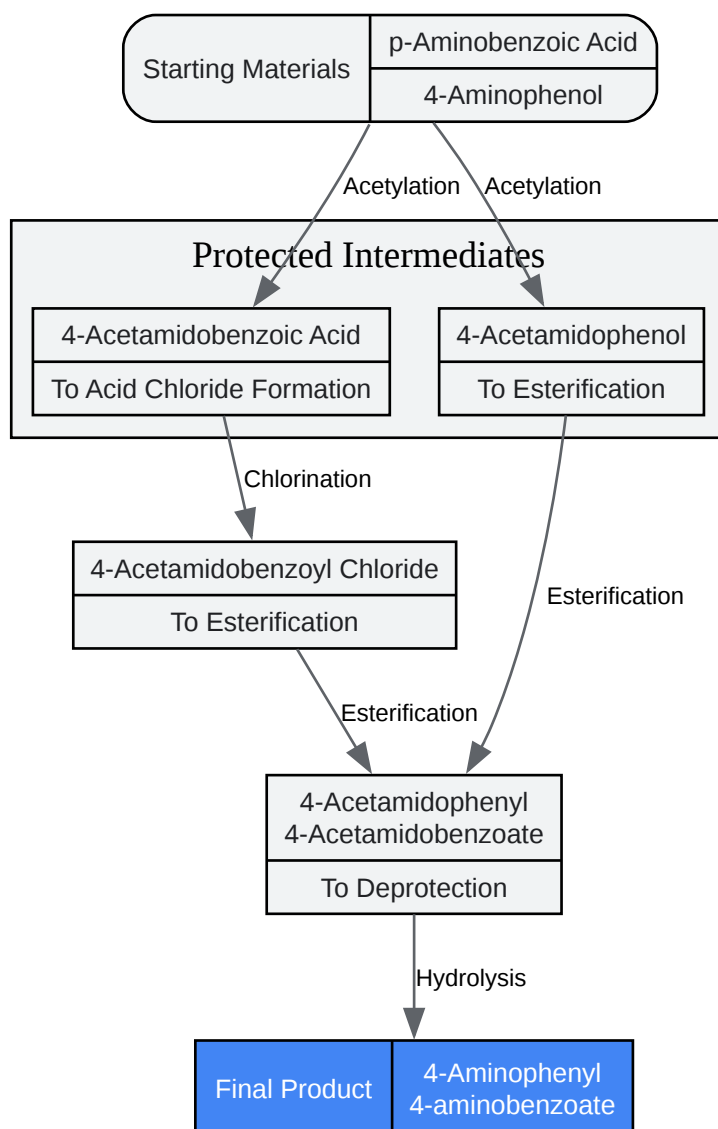 Starting Materials
p-Aminobenzoic Acid
4-Aminophenol
Acetylation
Acetylation
Protected Intermediates
4-Acetamidobenzoic Acid
To Acid Chloride Formation
4-Acetamidophenol
To Esterification
Chlorination
4-Acetamidobenzoyl Chloride
To Esterification
Esterification
Esterification
4-Acetamidophenyl
4-Acetamidobenzoate
To Deprotection
Hydrolysis
Final Product
4-Aminophenyl
4-aminobenzoate